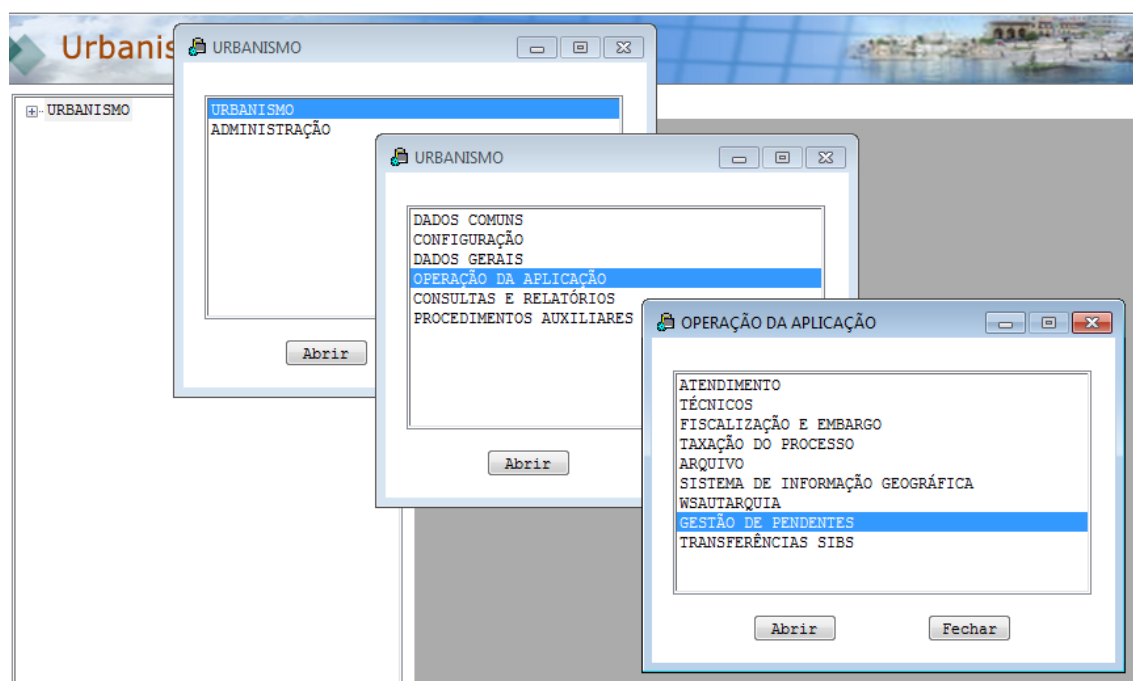 Urbanis
URBANISMO
URBANISMO
URBANISMO
ADMINISTRAÇÃO
Abrir
URBANISMO
DADOS COMUNS
CONFIGURAÇÃO
DADOS GERAIS
OPERAÇÃO DA APLICAÇÃO
CONSULTAS E RELATÓRIOS
PROCEDIMENTOS AUXILIARES
Abrir
OPERAÇÃO DA APLICAÇÃO
ATENDIMENTO
TÉCNICOS
FISCALIZAÇÃO E EMBARGO
TAXAÇÃO DO PROCESSO
ARQUIVO
SISTEMA DE INFORMAÇÃO GEOGRÁFICA
WSAUTARQUIA
GESTÃO DE PENDENTES
TRANSFERÊNCIAS SIBS
Abrir Fechar